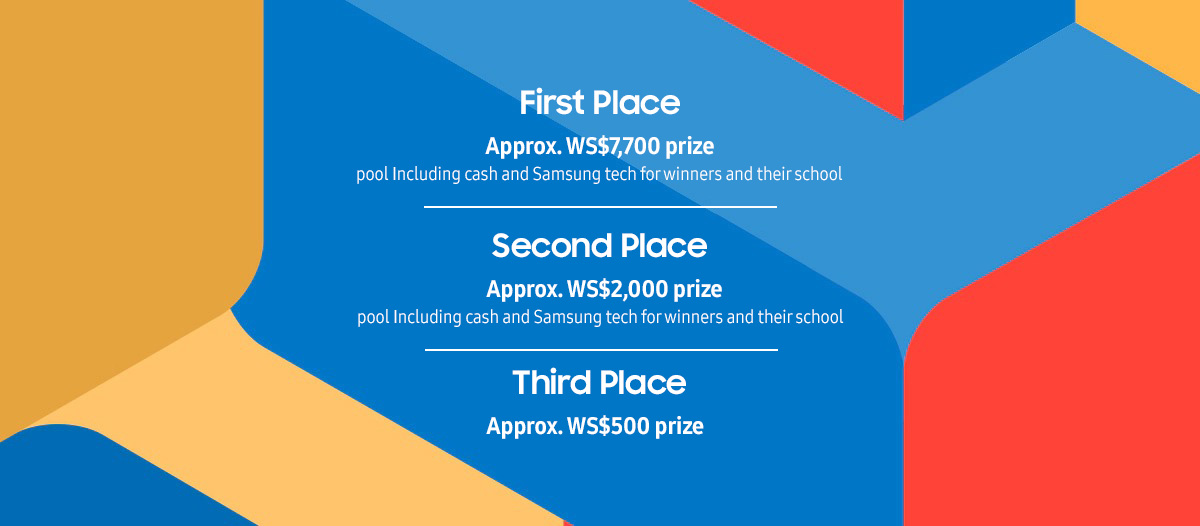 First Place
Approx. WS$7,700 prize
pool Including cash and Samsung tech for winners and their school
Second Place
Approx. WS$2,000 prize
pool Including cash and Samsung tech for winners and their school
Third Place
Approx. WS$500 prize